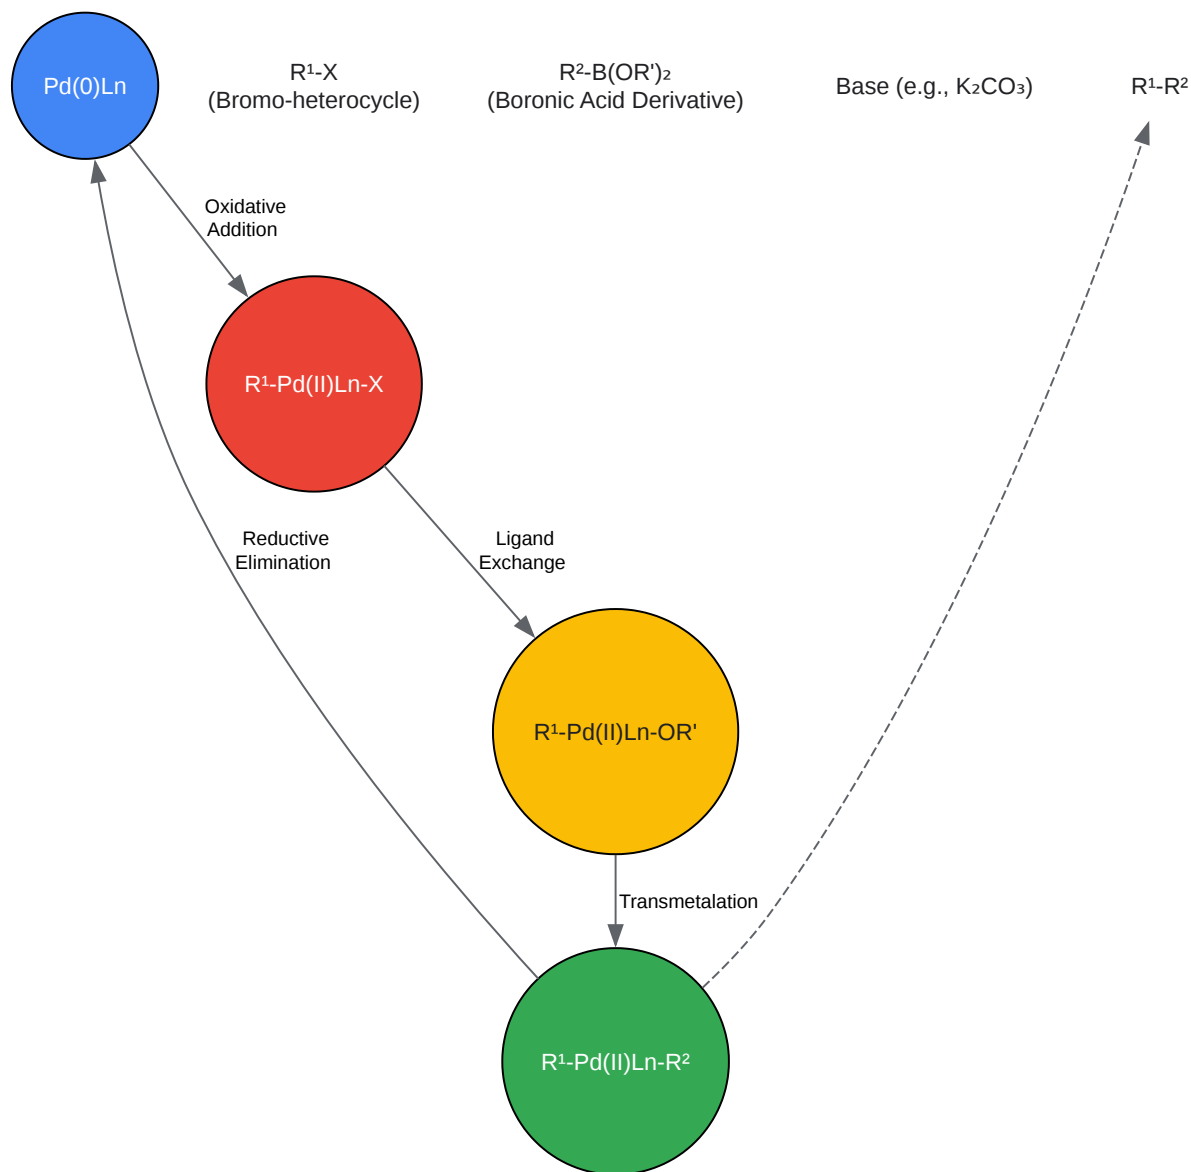 Pd(0)Ln
R¹-X
(Bromo-heterocycle)
R²-B(OR')₂
(Boronic Acid Derivative)
Base (e.g., K₂CO₃)
R¹-R²
Oxidative
Addition
R¹-Pd(II)Ln-X
Reductive
Elimination
Ligand
Exchange
R¹-Pd(II)Ln-OR'
Transmetalation
R¹-Pd(II)Ln-R²